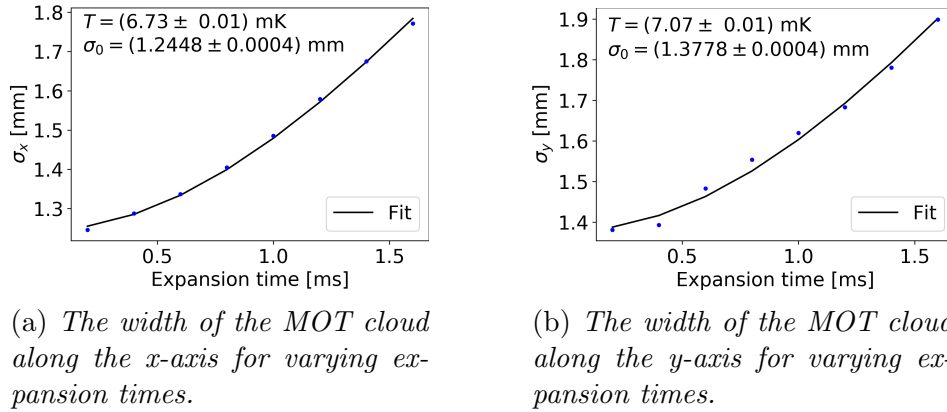 1.8
1.7
1.6
1.5
1.4
1.3
σx [mm]
T = (6.73 ± 0.01) mK
σ0 = (1.2448 ± 0.0004) mm
Fit
0.5 1.0 1.5
Expansion time [ms]
(a) The width of the MOT cloud
along the x-axis for varying ex-
pansion times.
1.9
1.8
1.7
1.6
1.5
1.4
σy [mm]
T = (7.07 ± 0.01) mK
σ0 = (1.3778 ± 0.0004) mm
Fit
0.5 1.0 1.5
Expansion time [ms]
(b) The width of the MOT cloud
along the y-axis for varying ex-
pansion times.